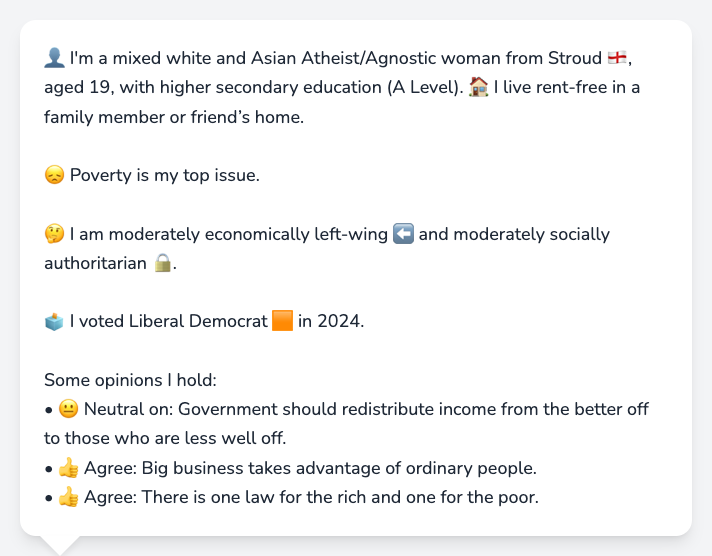 👤 I'm a mixed white and Asian Atheist/Agnostic woman from Stroud 🏴󠁧󠁢󠁥󠁮󠁧󠁿,
aged 19, with higher secondary education (A Level). 🏠 I live rent-free in a
family member or friend’s home.
😞 Poverty is my top issue.
🤔 I am moderately economically left-wing ⬅️ and moderately socially
authoritarian 🔒.
🗳️ I voted Liberal Democrat 🟧 in 2024.
Some opinions I hold:
• 😐 Neutral on: Government should redistribute income from the better off
to those who are less well off.
• 👍 Agree: Big business takes advantage of ordinary people.
• 👍 Agree: There is one law for the rich and one for the poor.